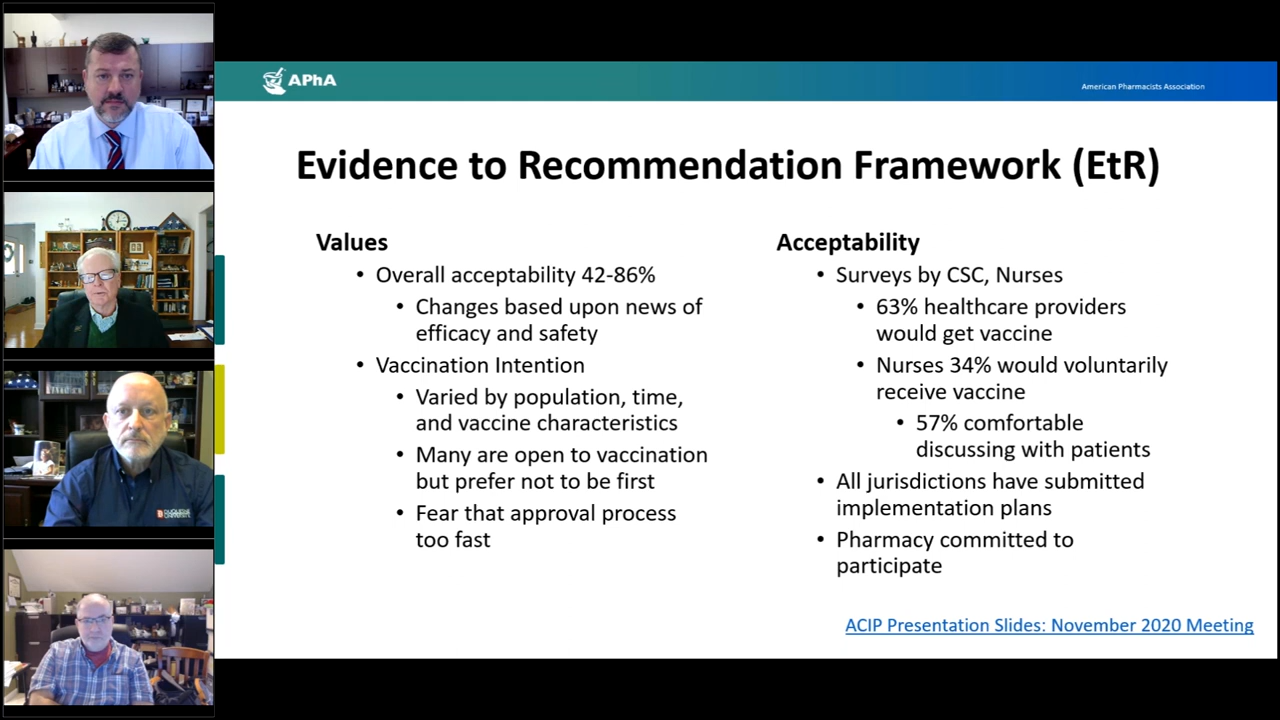 APhA
American Pharmacists Association
Evidence to Recommendation Framework (EtR)
Values
• Overall acceptability 42-86%
• Changes based upon news of
efficacy and safety
• Vaccination Intention
• Varied by population, time,
and vaccine characteristics
• Many are open to vaccination
but prefer not to be first
• Fear that approval process
too fast
Acceptability
• Surveys by CSC, Nurses
• 63% healthcare providers
would get vaccine
• Nurses 34% would voluntarily
receive vaccine
• 57% comfortable
discussing with patients
• All jurisdictions have submitted
implementation plans
• Pharmacy committed to
participate
ACIP Presentation Slides: November 2020 Meeting